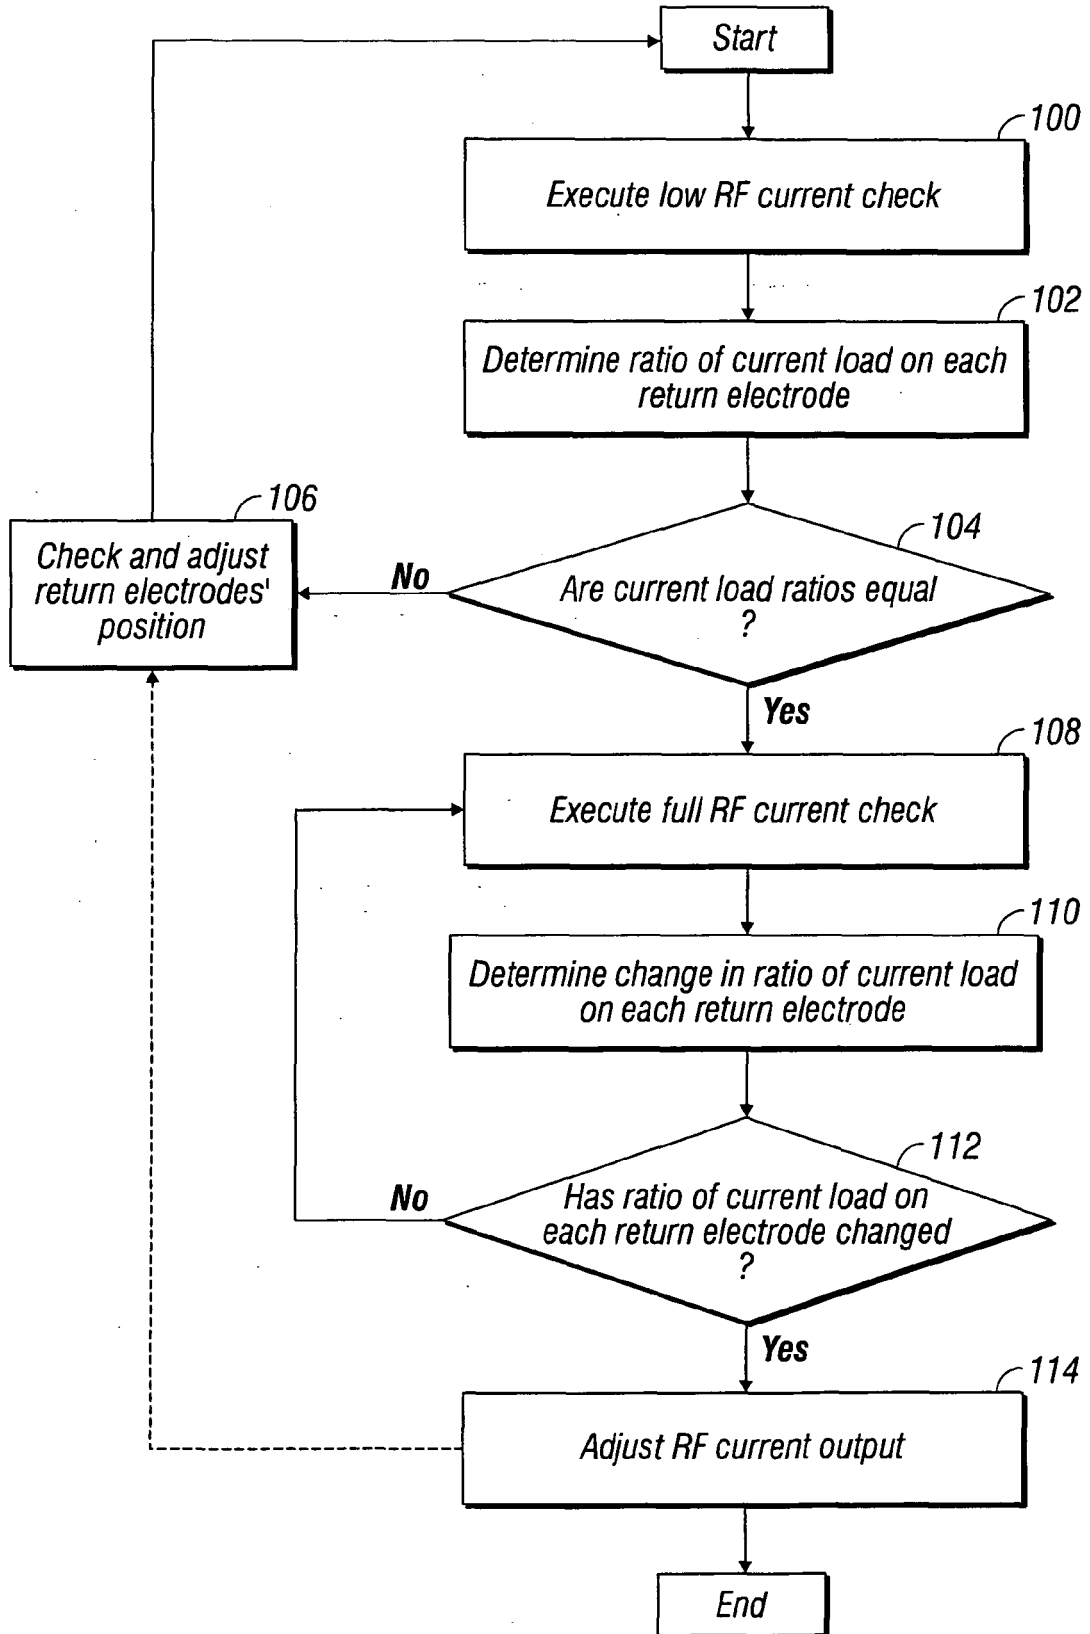 Start
100
Execute low RF current check
102
Determine ratio of current load on each
return electrode
104
Are current load ratios equal
?
No
106
Check and adjust
return electrodes'
position
Yes
108
Execute full RF current check
110
Determine change in ratio of current load
on each return electrode
112
Has ratio of current load on
each return electrode changed
?
No
Yes
114
Adjust RF current output
End